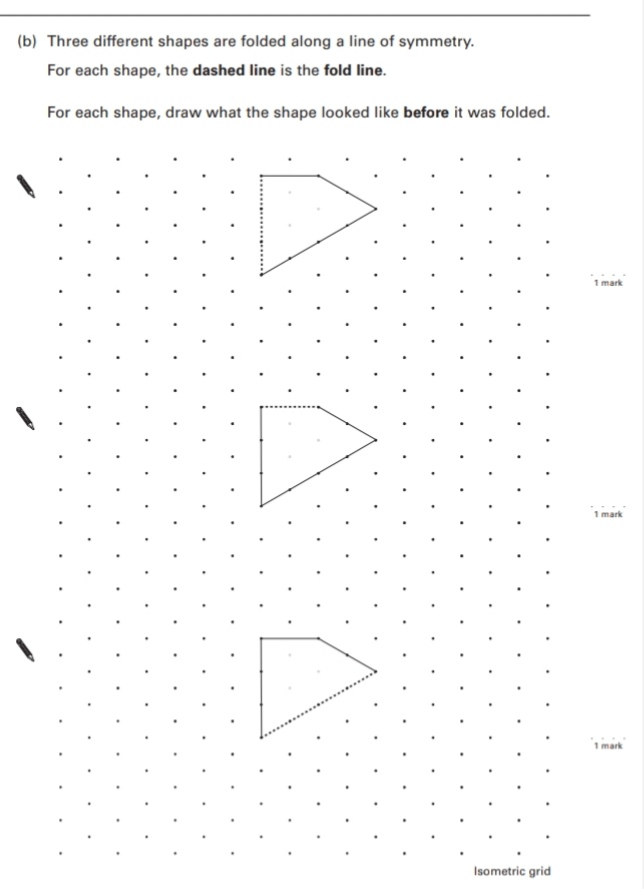 (b) Three different shapes are folded along a line of symmetry.
For each shape, the dashed line is the fold line.
For each shape, draw what the shape looked like before it was folded.
1 mark
1 mark
1 mark
Isometric grid